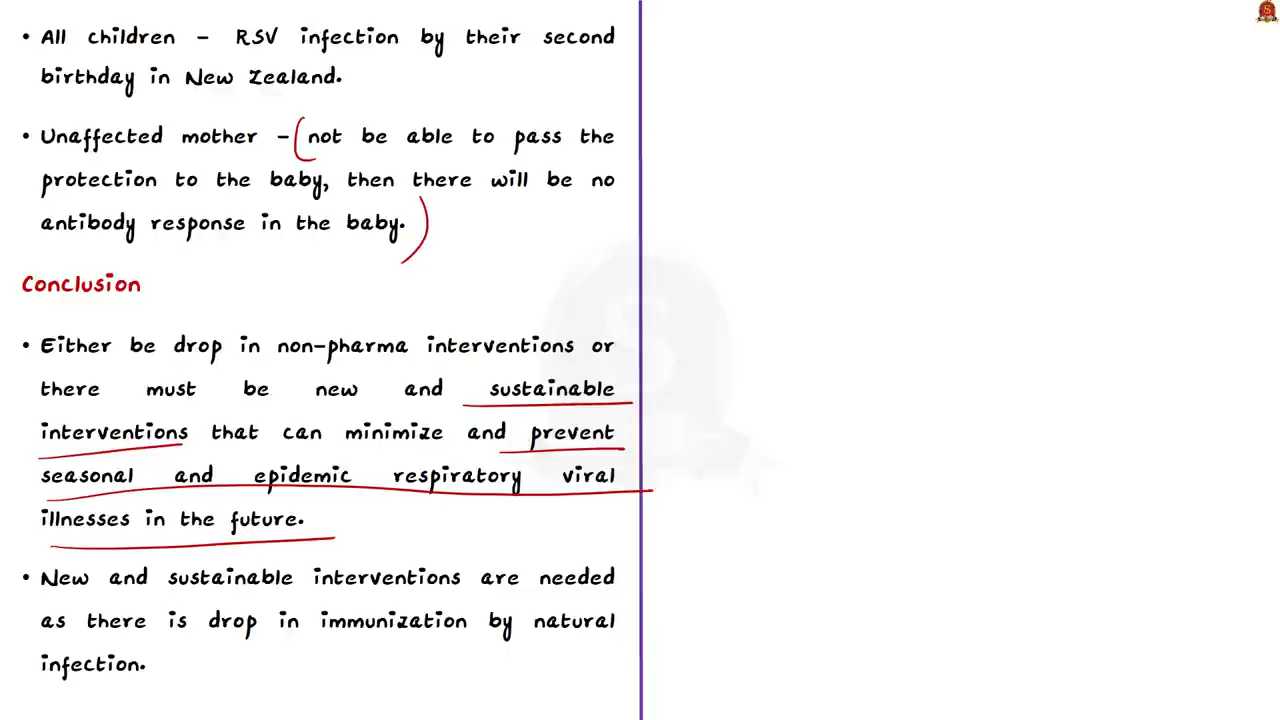 • All children - RSV infection by their second
birthday in New Zealand.
• Unaffected mother - not be able to pass the
protection to the baby, then there will be no
antibody response in the baby.
Conclusion
• Either be drop in non-pharma interventions or
there must be new and sustainable
interventions that can minimize and prevent
seasonal and epidemic respiratory viral
illnesses in the future.
• New and sustainable interventions are needed
as there is drop in immunization by natural
infection.